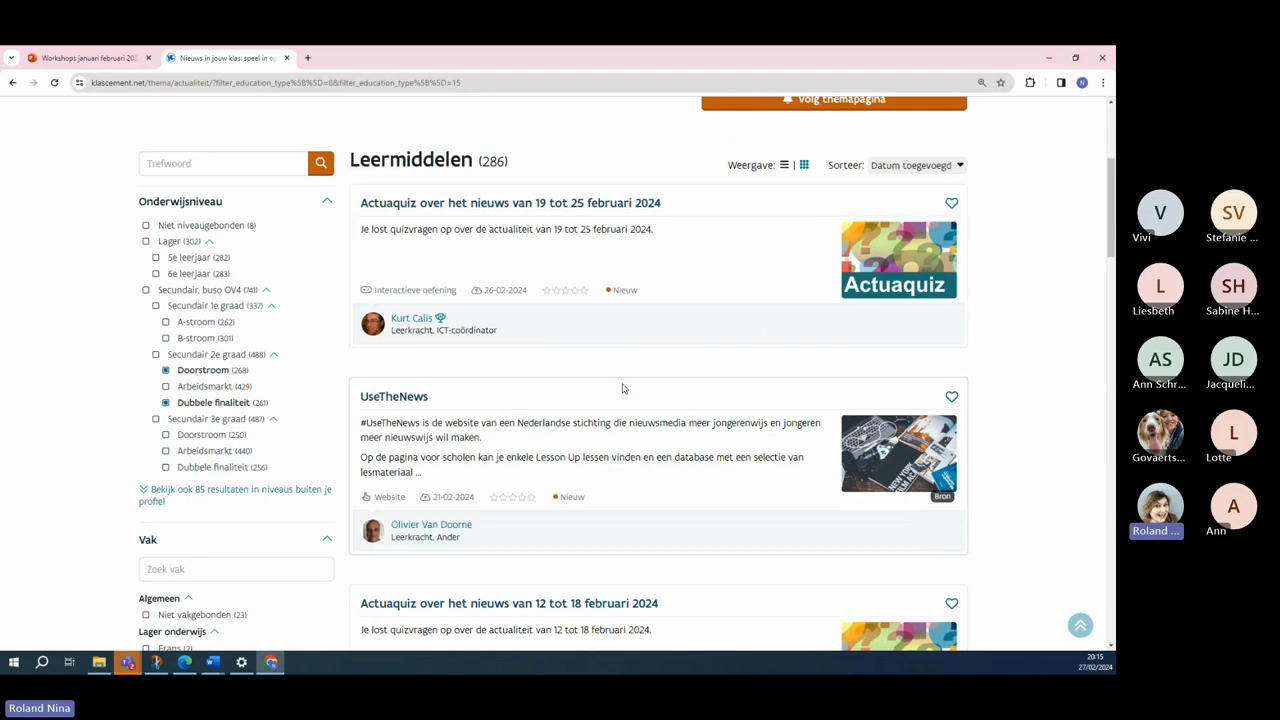 Workshops januari februari 202
Nieuws in jouw klas: speel in op
klascement.net/thema/actualiteit/?filter_education_type%5B%5D=8&filter_education_type%5B%5D=15
N
Volg themapagina
Trefwoord
Leermiddelen (286)
Weergave: | Sorteer: Datum toegevoegd
Onderwijsniveau
Niet niveaugebonden (8)
Lager (302)
5e leerjaar (282)
6e leerjaar (283)
Secundair, buso OV4 (741)
Secundair 1e graad (337)
A-stroom (262)
B-stroom (301)
Secundair 2e graad (488)
Doorstroom (268)
Arbeidsmarkt (429)
Dubbele finaliteit (261)
Secundair 3e graad (487)
Doorstroom (250)
Arbeidsmarkt (440)
Dubbele finaliteit (256)
Bekijk ook 85 resultaten in niveaus buiten je
profiel
Vak
Zoek vak
Algemeen
Niet vakgebonden (23)
Lager onderwijs
Frans (2)
Actuaquiz over het nieuws van 19 tot 25 februari 2024
Je lost quizvragen op over de actualiteit van 19 tot 25 februari 2024.
Actuaquiz
Interactieve oefening 26-02-2024 Nieuw
Kurt Calis
Leerkracht, ICT-coördinator
UseTheNews
#UseTheNews is de website van een Nederlandse stichting die nieuwsmedia meer jongerenwijs en jongeren
meer nieuwswijs wil maken.
Op de pagina voor scholen kan je enkele Lesson Up lessen vinden en een database met een selectie van
lesmateriaal ...
NEW YORK
FILM AC
Bron
Website 21-02-2024 Nieuw
Olivier Van Doorne
Leerkracht, Ander
Actuaquiz over het nieuws van 12 tot 18 februari 2024
Je lost quizvragen op over de actualiteit van 12 tot 18 februari 2024.
20:15
27/02/2024
V
Vivi
SV
Stefanie ...
L
Liesbeth
SH
Sabine H...
AS
Ann Schr...
JD
Jacqueli...
Govaerts...
L
Lotte
Roland ...
A
Ann
Roland Nina